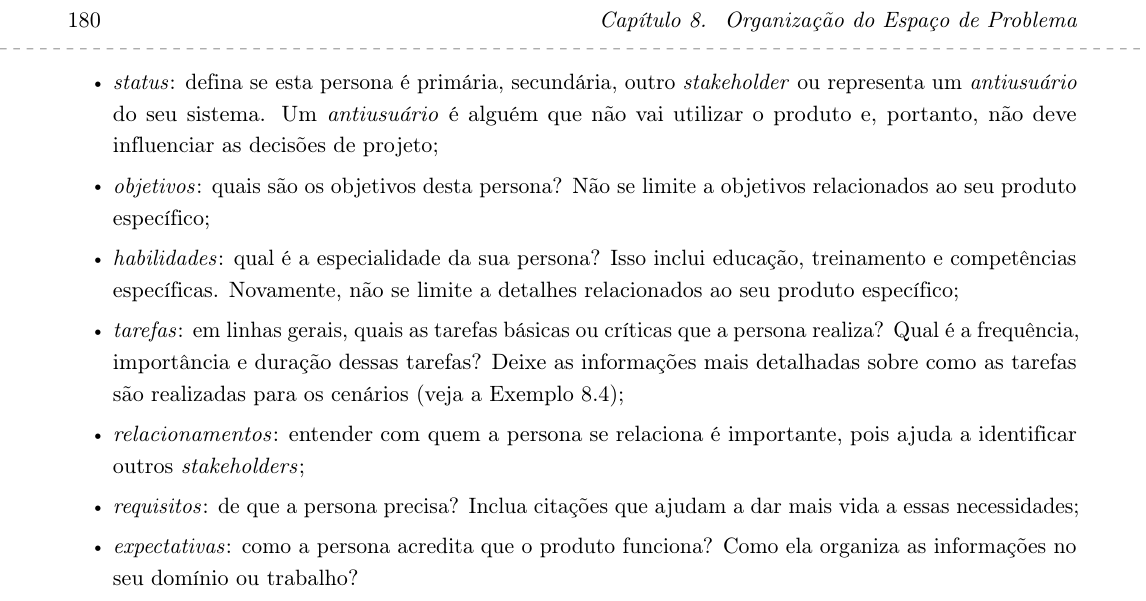 180
Capítulo 8. Organização do Espaço de Problema
• status: defina se esta persona é primária, secundária, outro stakeholder ou representa um antiusuário
do seu sistema. Um antiusuário é alguém que não vai utilizar o produto e, portanto, não deve
influenciar as decisões de projeto;
• objetivos: quais são os objetivos desta persona? Não se limite a objetivos relacionados ao seu produto
específico;
• habilidades: qual é a especialidade da sua persona? Isso inclui educação, treinamento e competências
específicas. Novamente, não se limite a detalhes relacionados ao seu produto específico;
• tarefas: em linhas gerais, quais as tarefas básicas ou críticas que a persona realiza? Qual é a frequência,
importância e duração dessas tarefas? Deixe as informações mais detalhadas sobre como as tarefas
são realizadas para os cenários (veja a Exemplo 8.4);
• relacionamentos: entender com quem a persona se relaciona é importante, pois ajuda a identificar
outros stakeholders;
• requisitos: de que a persona precisa? Inclua citações que ajudam a dar mais vida a essas necessidades;
• expectativas: como a persona acredita que o produto funciona? Como ela organiza as informações no
seu domínio ou trabalho?